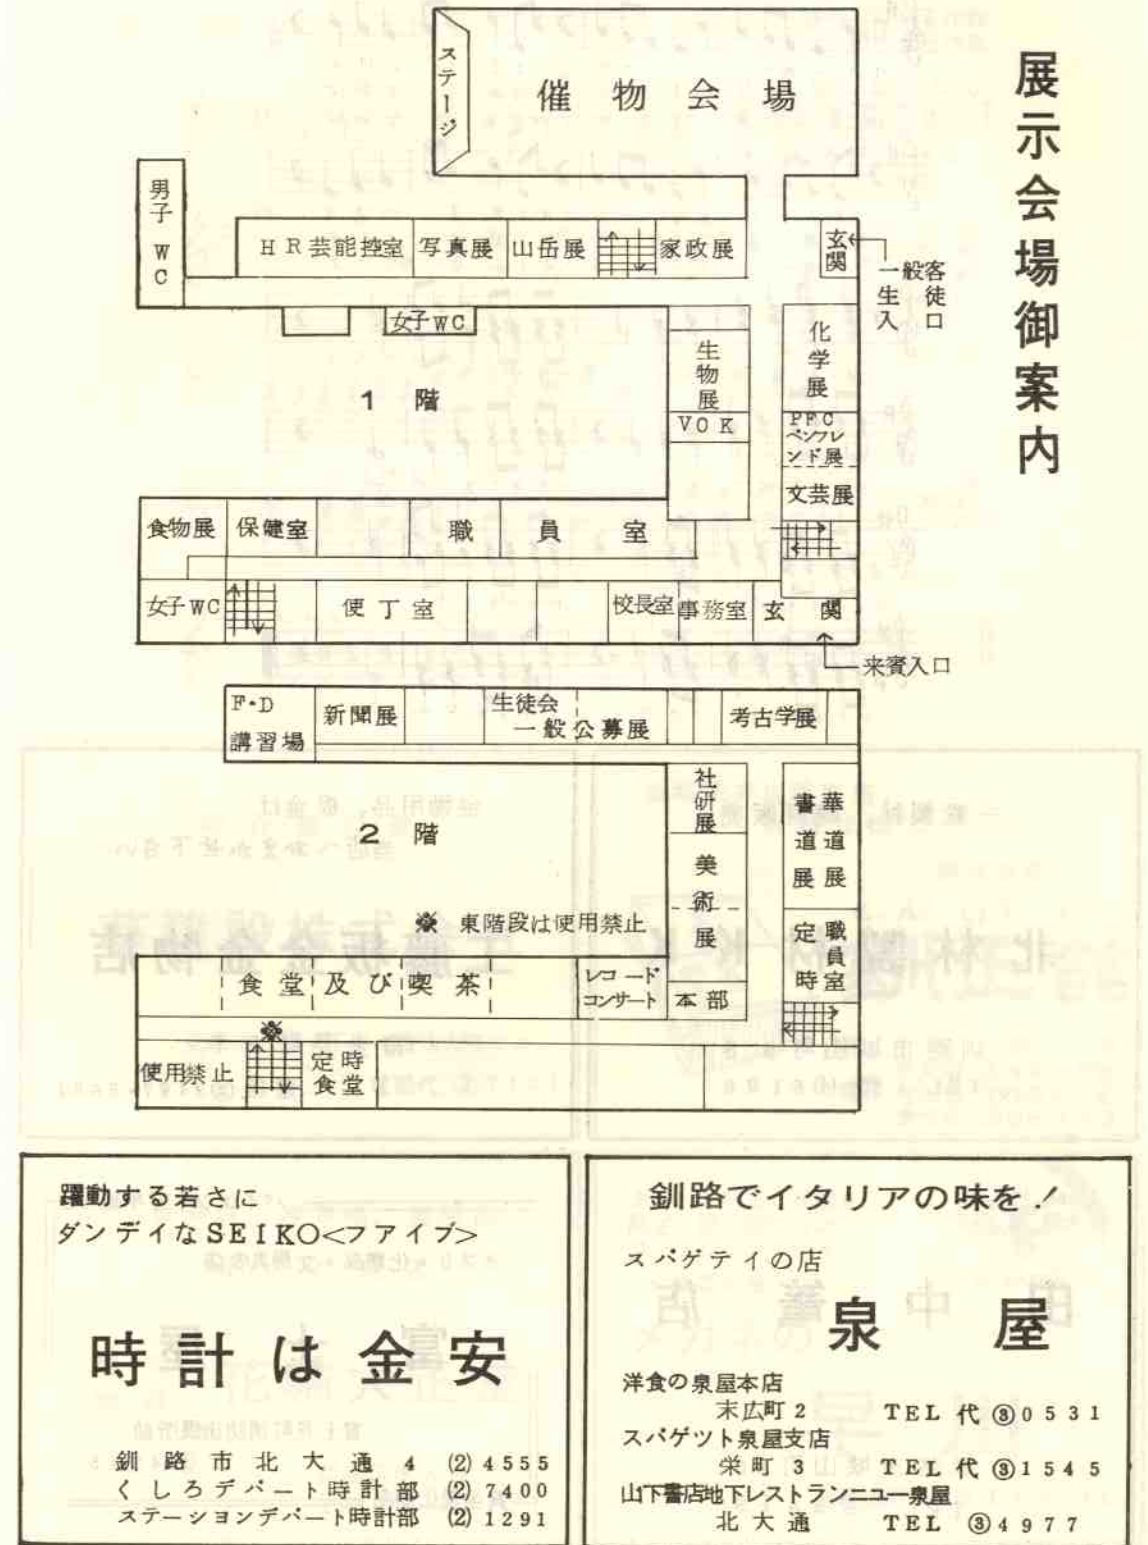 展示会場御案内
ステージ
催物会場
男子WC
HR芸能控室
写真展
山岳展
家政展
玄関
一般客
生徒
入口
女子WC
生物展
化学展
1 階
VOK
PFC
ペンフレ
ンド展
文芸展
食物展
保健室
職員室
女子WC
便丁室
校長室
事務室
玄関
来賓入口
F・D
講習場
新聞展
生徒会
一般公募展
考古学展
社研展
書道展
華道展
2 階
美術展
※ 東階段は使用禁止
定時
職員室
食堂及び喫茶
レコード
コンサート
本部
※
使用禁止
定時
食堂
躍動する若さに
ダンデイなSEIKO<フアイブ>
時計は金安
釧路市北大通4 (2)4555
くしろデパート時計部 (2)7400
ステーションデパート時計部 (2)1291
釧路でイタリアの味を!
スパゲテイの店
泉屋
洋食の泉屋本店
末広町2 TEL 代③0531
スパゲツト泉屋支店
栄町3 TEL 代③1545
山下書店地下レストランニュー泉屋
北大通 TEL ③4977